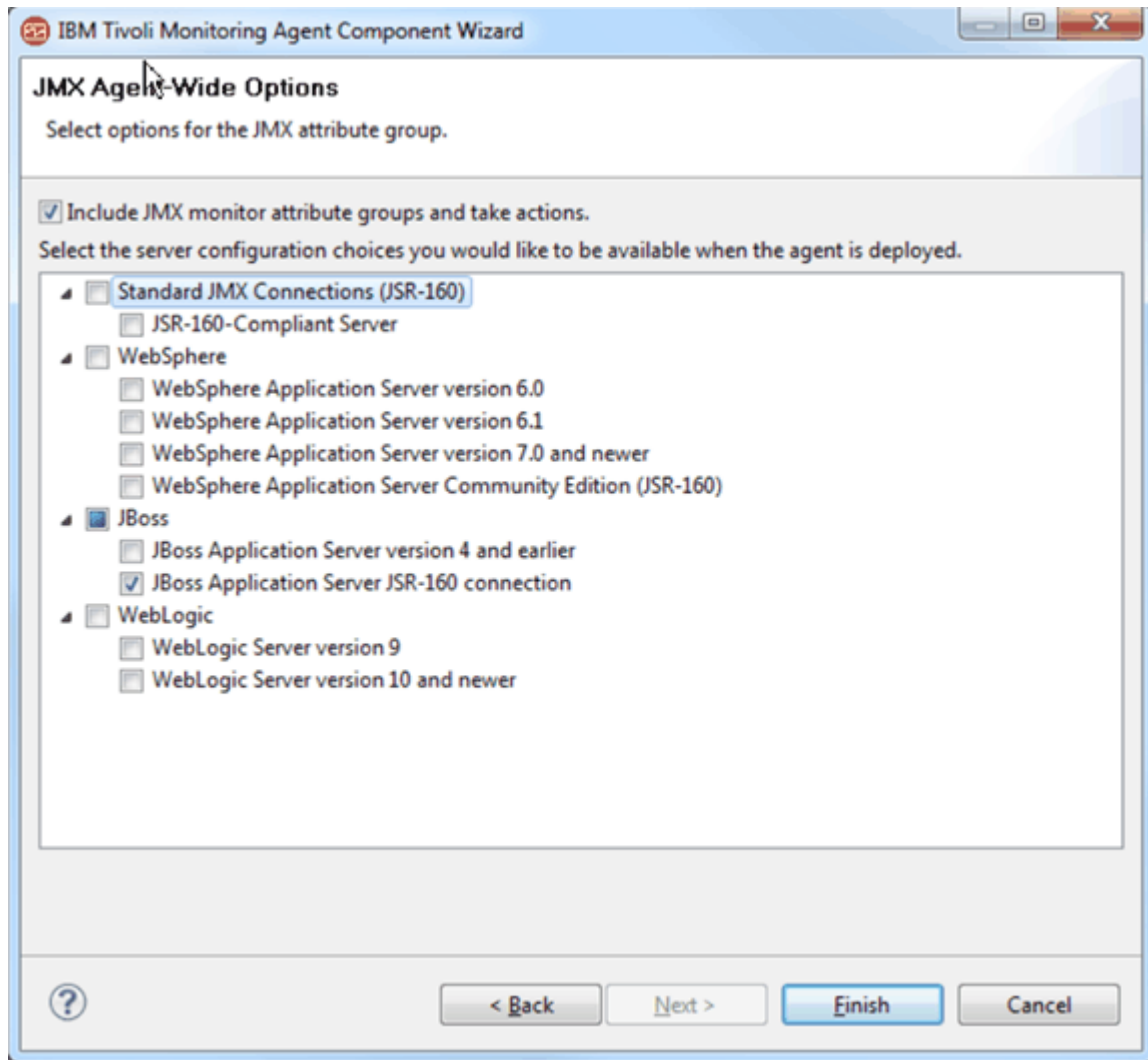 IBM Tivoli Monitoring Agent Component Wizard
JMX Agent-Wide Options
Select options for the JMX attribute group.
Include JMX monitor attribute groups and take actions.
Select the server configuration choices you would like to be available when the agent is deployed.
Standard JMX Connections (JSR-160)
JSR-160-Compliant Server
WebSphere
WebSphere Application Server version 6.0
WebSphere Application Server version 6.1
WebSphere Application Server version 7.0 and newer
WebSphere Application Server Community Edition (JSR-160)
JBoss
JBoss Application Server version 4 and earlier
JBoss Application Server JSR-160 connection
WebLogic
WebLogic Server version 9
WebLogic Server version 10 and newer
? < Back Next > Finish Cancel